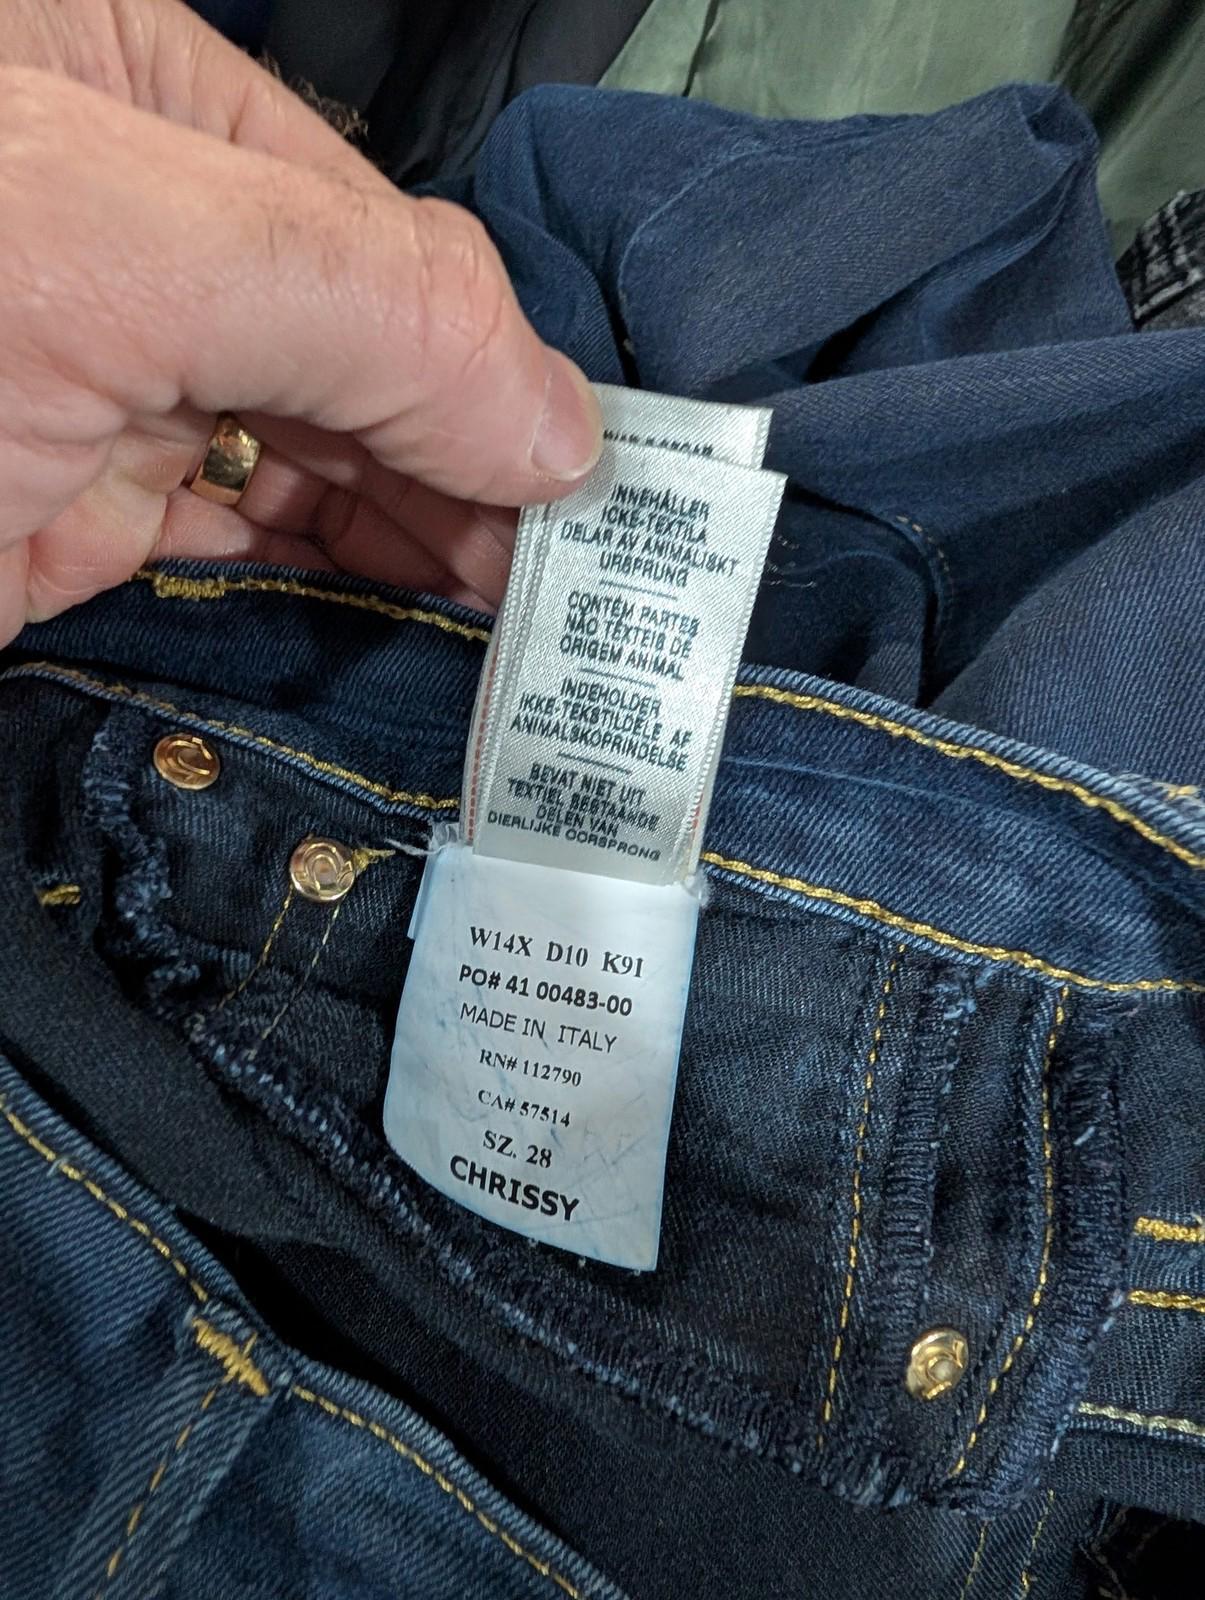 INNEHÅLLER
ICKE-TEXTILA
DELAR AV ANIMALISKT
URSPRUNG
CONTÉM PARTES
NÃO TÊXTEIS DE
ORIGEM ANIMAL
INDEHOLDER
IKKE-TEKSTILDELE AF
ANIMALSKOPRINDELSE
BEVAT NIET UIT
TEXTIEL BESTAANDE
DELEN VAN
DIERLIJKE OORSPRONG
W14X D10 K9I
PO# 41 00483-00
MADE IN ITALY
RN# 112790
CA# 57514
SZ. 28
CHRISSY